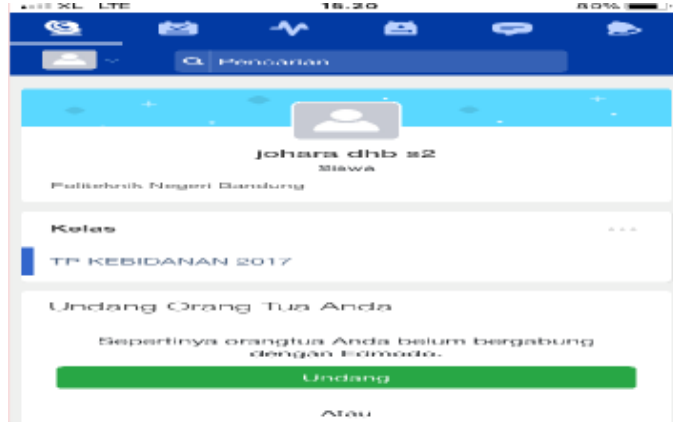 XL LTE 15.20 80%
Pencarian
johara dhb s2
Siswa
Politeknik Negeri Bandung
Kelas
TP KEBIDANAN 2017
Undang Orang Tua Anda
Sepertinya orangtua Anda belum bergabung
dengan Edmodo.
Undang
Atau